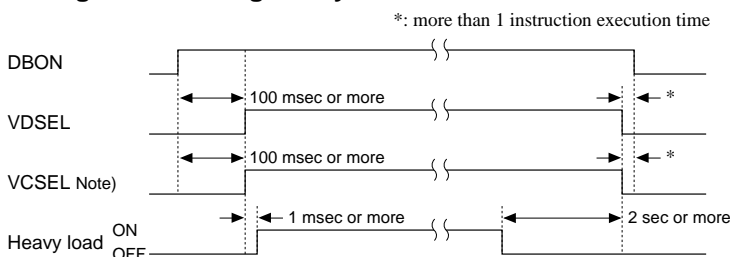 *: more than 1 instruction execution time
DBON
100 msec or more
*
VDSEL
100 msec or more
*
VCSEL Note)
1 msec or more
2 sec or more
Heavy load ON
OFF